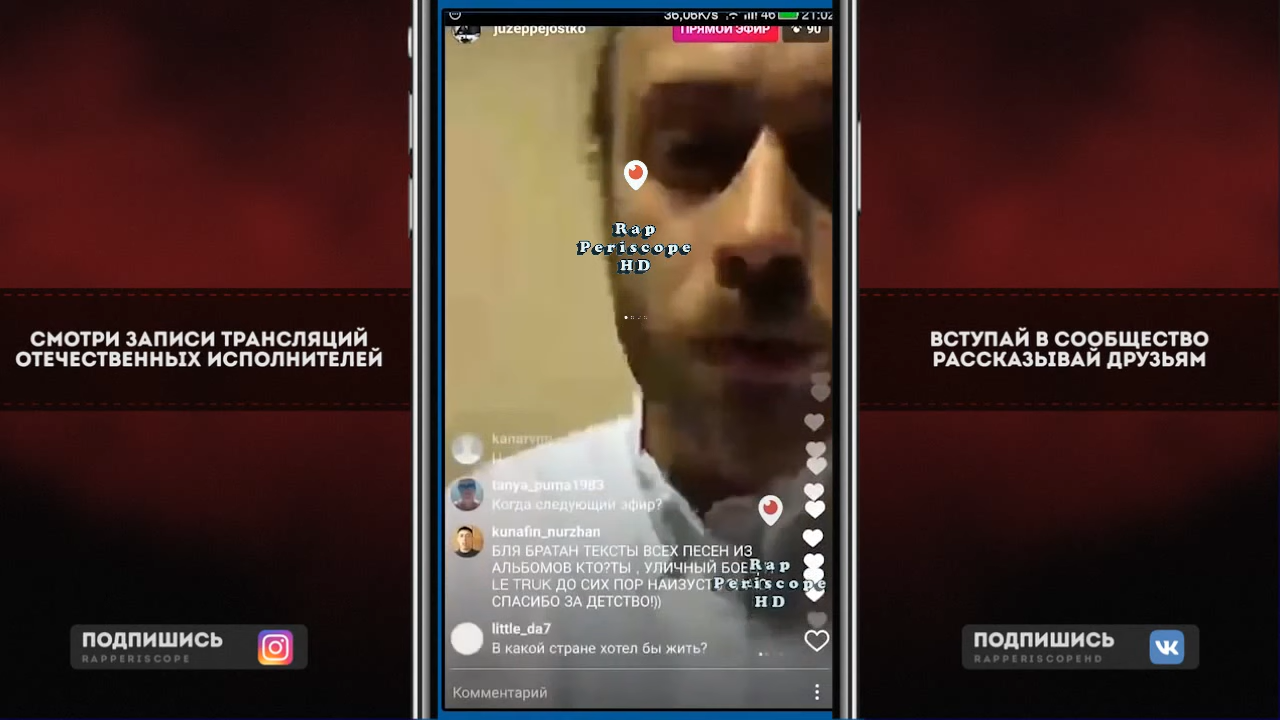 36,06K/s 46 21:02
juzeppejostko
ПРЯМОЙ ЭФИР
90
Rap
Periscope
HD
СМОТРИ ЗАПИСИ ТРАНСЛЯЦИЙ
ОТЕЧЕСТВЕННЫХ ИСПОЛНИТЕЛЕЙ
ВСТУПАЙ В СООБЩЕСТВО
РАССКАЗЫВАЙ ДРУЗЬЯМ
tanya_puma1983
Когда следующий эфир?
kunafin_nurzhan
БЛЯ БРАТАН ТЕКСТЫ ВСЕХ ПЕСЕН ИЗ
АЛЬБОМОВ КТО?ТЫ , УЛИЧНЫЙ
LE TRUK ДО СИХ ПОР
СПАСИБО ЗА ДЕТСТВО!))
Rap
Periscope
HD
little_da7
В какой стране хотел бы жить?
Комментарий
ПОДПИШИСЬ
RAPPERISCOPE
ПОДПИШИСЬ
RAPPERISCOPEHD